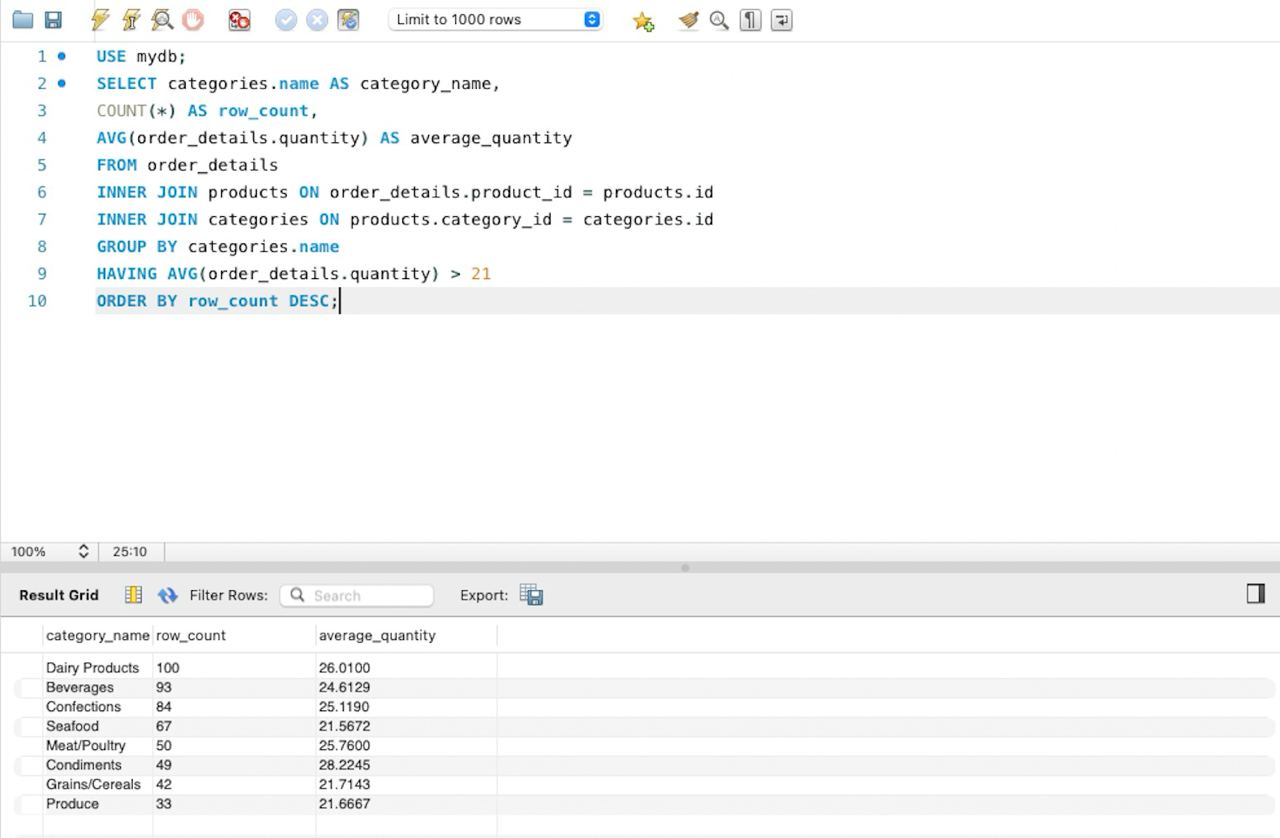 Limit to 1000 rows
1 USE mydb;
2 SELECT categories.name AS category_name,
3 COUNT(*) AS row_count,
4 AVG(order_details.quantity) AS average_quantity
5 FROM order_details
6 INNER JOIN products ON order_details.product_id = products.id
7 INNER JOIN categories ON products.category_id = categories.id
8 GROUP BY categories.name
9 HAVING AVG(order_details.quantity) > 21
10 ORDER BY row_count DESC;
100% 25:10
Result Grid Filter Rows: Search Export:
category_name row_count average_quantity
Dairy Products 100 26.0100
Beverages 93 24.6129
Confections 84 25.1190
Seafood 67 21.5672
Meat/Poultry 50 25.7600
Condiments 49 28.2245
Grains/Cereals 42 21.7143
Produce 33 21.6667